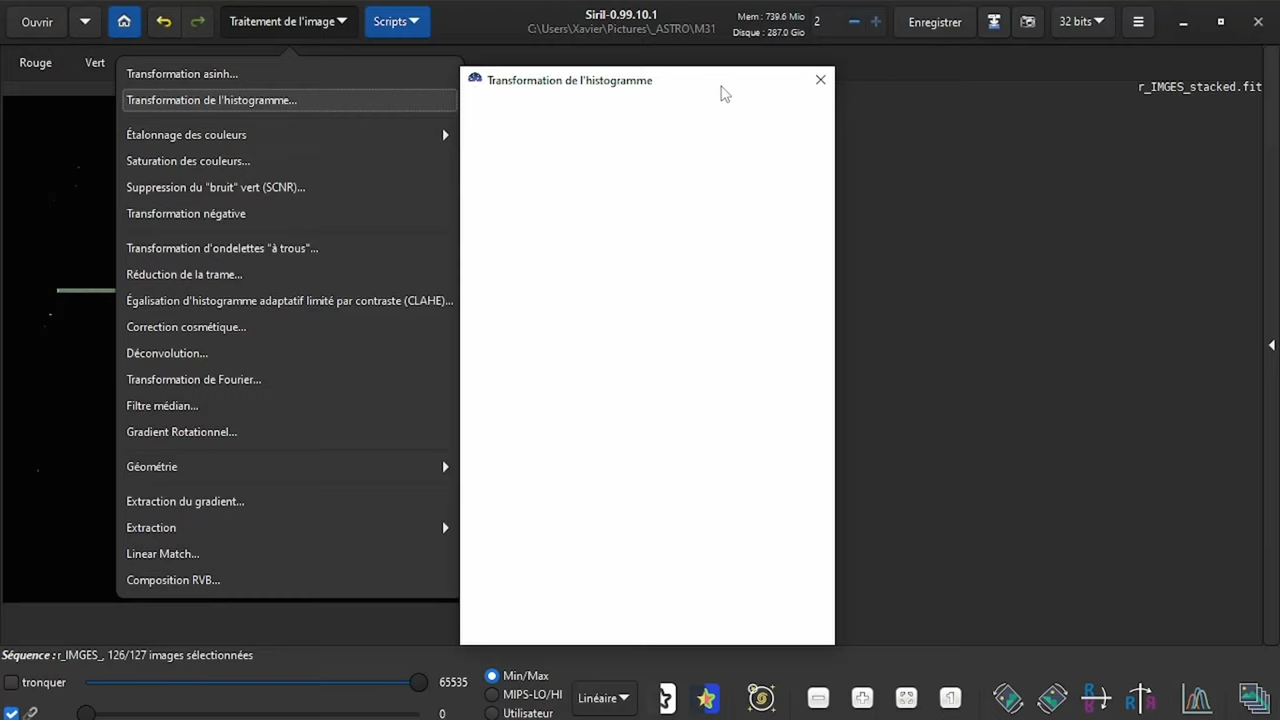 Ouvrir
Traitement de l'image
Scripts
Siril-0.99.10.1
C:\Users\Xavier\Pictures\_ASTRO\M31
Mem : 739.6 Mio
Disque : 287.0 Gio
2
Enregistrer
32 bits
Rouge
Vert
r_IMGES_stacked.fit
Transformation asinh...
Transformation de l'histogramme...
Étalonnage des couleurs
Saturation des couleurs...
Suppression du "bruit" vert (SCNR)...
Transformation négative
Transformation d'ondelettes "à trous"...
Réduction de la trame...
Égalisation d'histogramme adaptatif limité par contraste (CLAHE)...
Correction cosmétique...
Déconvolution...
Transformation de Fourier...
Filtre médian...
Gradient Rotationnel...
Géométrie
Extraction du gradient...
Extraction
Linear Match...
Composition RVB...
Transformation de l'histogramme
Séquence : r_IMGES_, 126/127 images sélectionnées
tronquer
65535
0
Min/Max
MIPS-LO/HI
Utilisateur
Linéaire
1
R
R
R
R